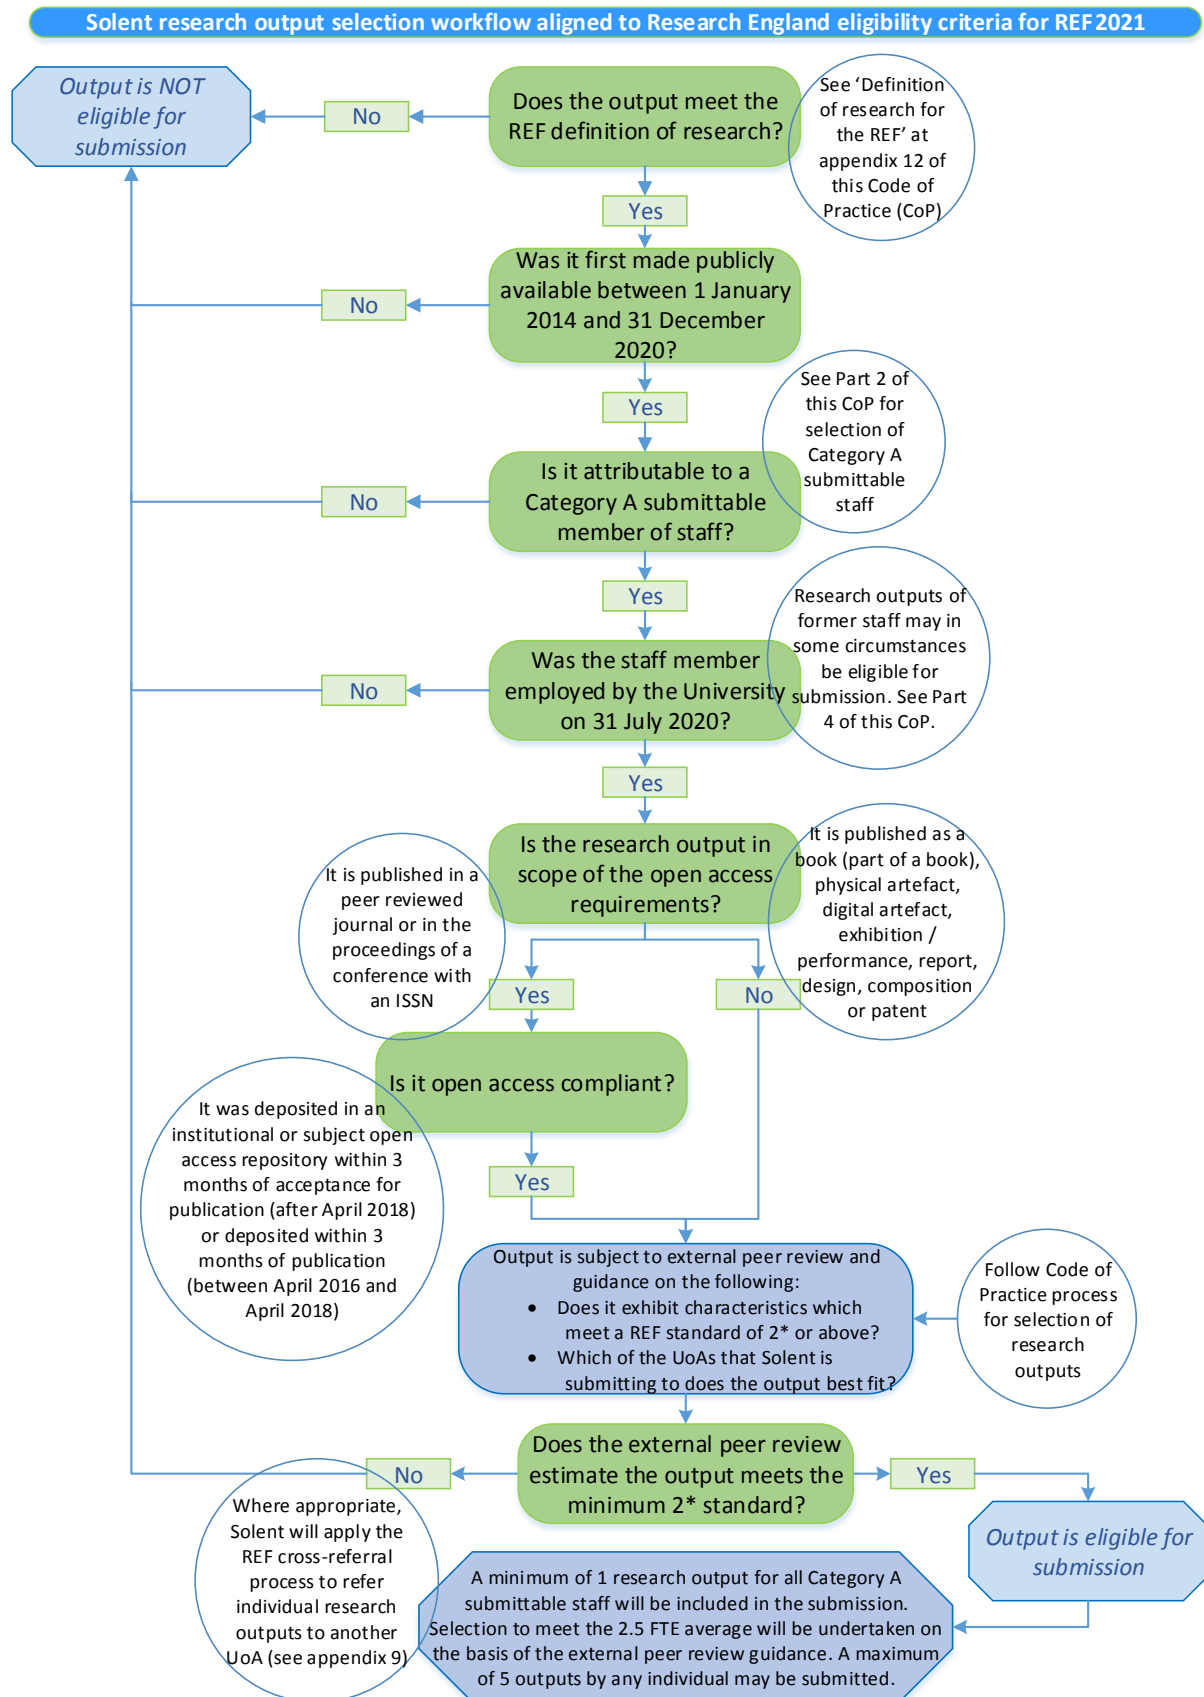 Solent research output selection workflow aligned to Research England eligibility criteria for REF2021
Output is NOT
eligible for
submission
No
Does the output meet the
REF definition of research?
See ‘Definition
of research for
the REF’ at
appendix 12 of
this Code of
Practice (CoP)
Yes
Was it first made publicly
available between 1 January
2014 and 31 December
2020?
No
Yes
See Part 2 of
this CoP for
selection of
Category A
submittable
staff
Is it attributable to a
Category A submittable
member of staff?
No
Yes
Research outputs of
former staff may in
some circumstances
be eligible for
submission. See Part
4 of this CoP.
Was the staff member
employed by the University
on 31 July 2020?
No
Yes
Is the research output in
scope of the open access
requirements?
It is published in a
peer reviewed
journal or in the
proceedings of a
conference with
an ISSN
It is published as a
book (part of a book),
physical artefact,
digital artefact,
exhibition /
performance, report,
design, composition
or patent
Yes
No
Is it open access compliant?
It was deposited in an
institutional or subject open
access repository within 3
months of acceptance for
publication (after April 2018)
or deposited within 3
months of publication
(between April 2016 and
April 2018)
Yes
Output is subject to external peer review and
guidance on the following:
• Does it exhibit characteristics which
meet a REF standard of 2* or above?
• Which of the UoAs that Solent is
submitting to does the output best fit?
Follow Code of
Practice process
for selection of
research
outputs
Does the external peer review
estimate the output meets the
minimum 2* standard?
No
Yes
Where appropriate,
Solent will apply the
REF cross-referral
process to refer
individual research
outputs to another
UoA (see appendix 9)
Output is eligible for
submission
A minimum of 1 research output for all Category A
submittable staff will be included in the submission.
Selection to meet the 2.5 FTE average will be undertaken on
the basis of the external peer review guidance. A maximum
of 5 outputs by any individual may be submitted.